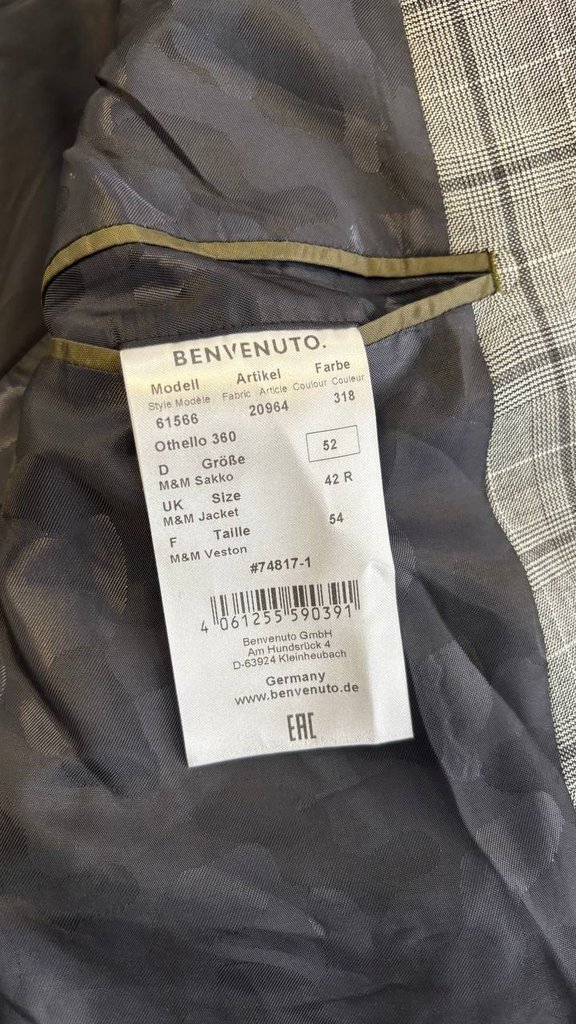 BENVENUTO.
Modell Artikel Farbe
Style Modèle Fabric Article Colour Couleur
61566 20964 318
Othello 360
D Größe 52
M&M Sakko
UK Size 42 R
M&M Jacket
F Taille 54
M&M Veston
#74817-1
4 061255 590391
Benvenuto GmbH
Am Hundsrück 4
D-63924 Kleinheubach
Germany
www.benvenuto.de
EAC